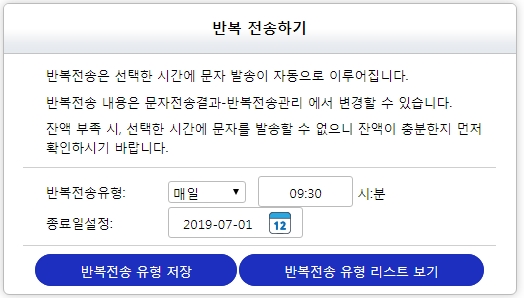 반복 전송하기
반복전송은 선택한 시간에 문자 발송이 자동으로 이루어집니다.
반복전송 내용은 문자전송결과-반복전송관리 에서 변경할 수 있습니다.
잔액 부족 시, 선택한 시간에 문자를 발송할 수 없으니 잔액이 충분한지 먼저
확인하시기 바랍니다.
반복전송유형: 매일 09:30 시:분
종료일설정: 2019-07-01 12
반복전송 유형 저장 반복전송 유형 리스트 보기